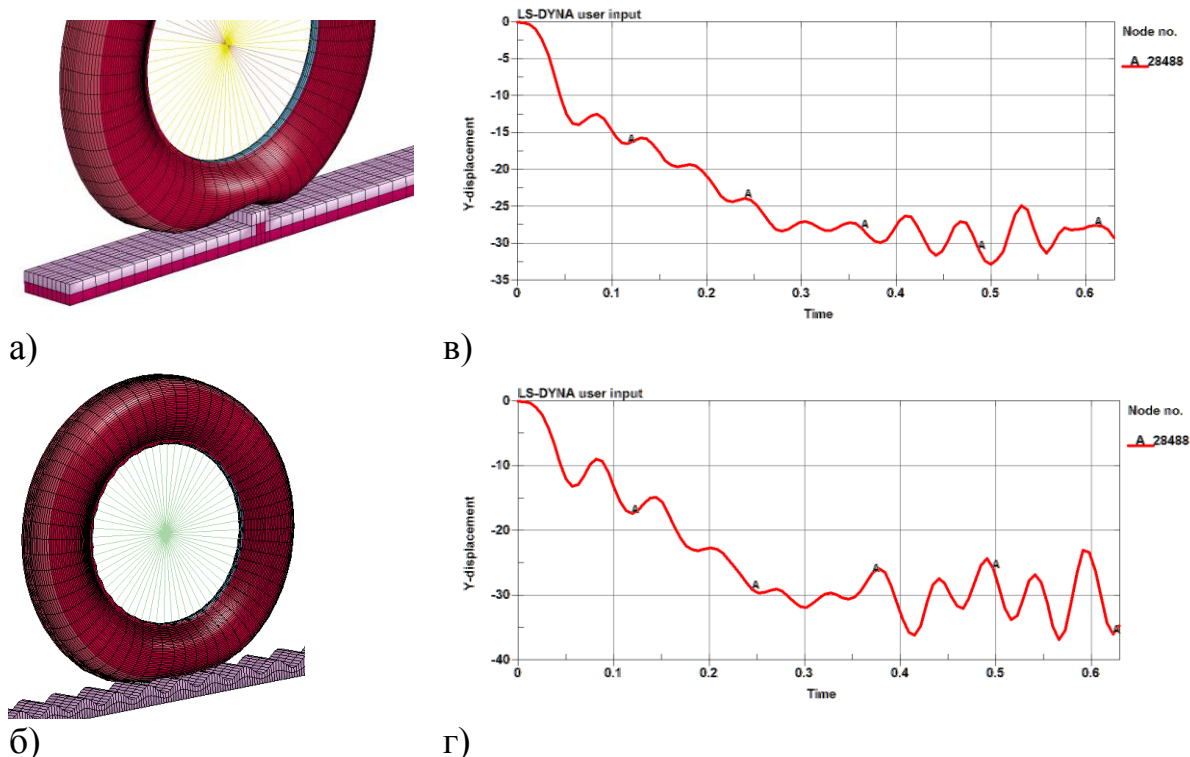 LS-DYNA user input
Node no.
A 28488
Y-displacement
0
-5
-10
-15
-20
-25
-30
-35
A
A
A
A
A
0
0.1
0.2
0.3
0.4
0.5
0.6
Time
а)
в)
LS-DYNA user input
Node no.
A 28488
Y-displacement
0
-10
-20
-30
-40
A
A
A
A
A
0
0.1
0.2
0.3
0.4
0.5
0.6
Time
б)
г)